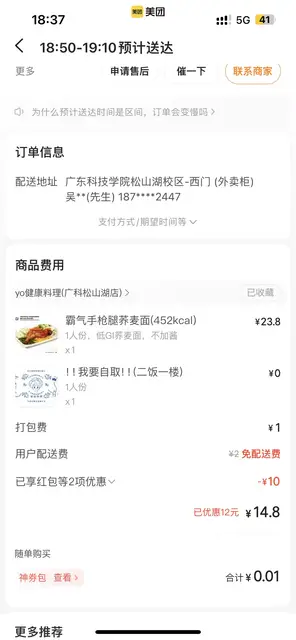 18:37
美团
美团
5G
41
18:50-19:10预计送达
更多
申请售后
催一下
联系商家
为什么预计送达时间是区间，订单会变慢吗 >
订单信息
配送地址 广东科技学院松山湖校区-西门 (外卖柜)
吴**(先生) 187****2447
支付方式/期望时间等
商品费用
yo健康料理(广科松山湖店) >
已收藏
霸气手枪腿荞麦面(452kcal)
¥23.8
1人份，低GI荞麦面，不加酱
x1
!!我要自取!!(二饭一楼)
¥0
1人份
x1
打包费
¥1
用户配送费
¥2 免配送费
已享红包等2项优惠
-¥10
已优惠12元 ¥14.8
随单购买
神券包 查看 >
合计 ¥0.01
更多推荐